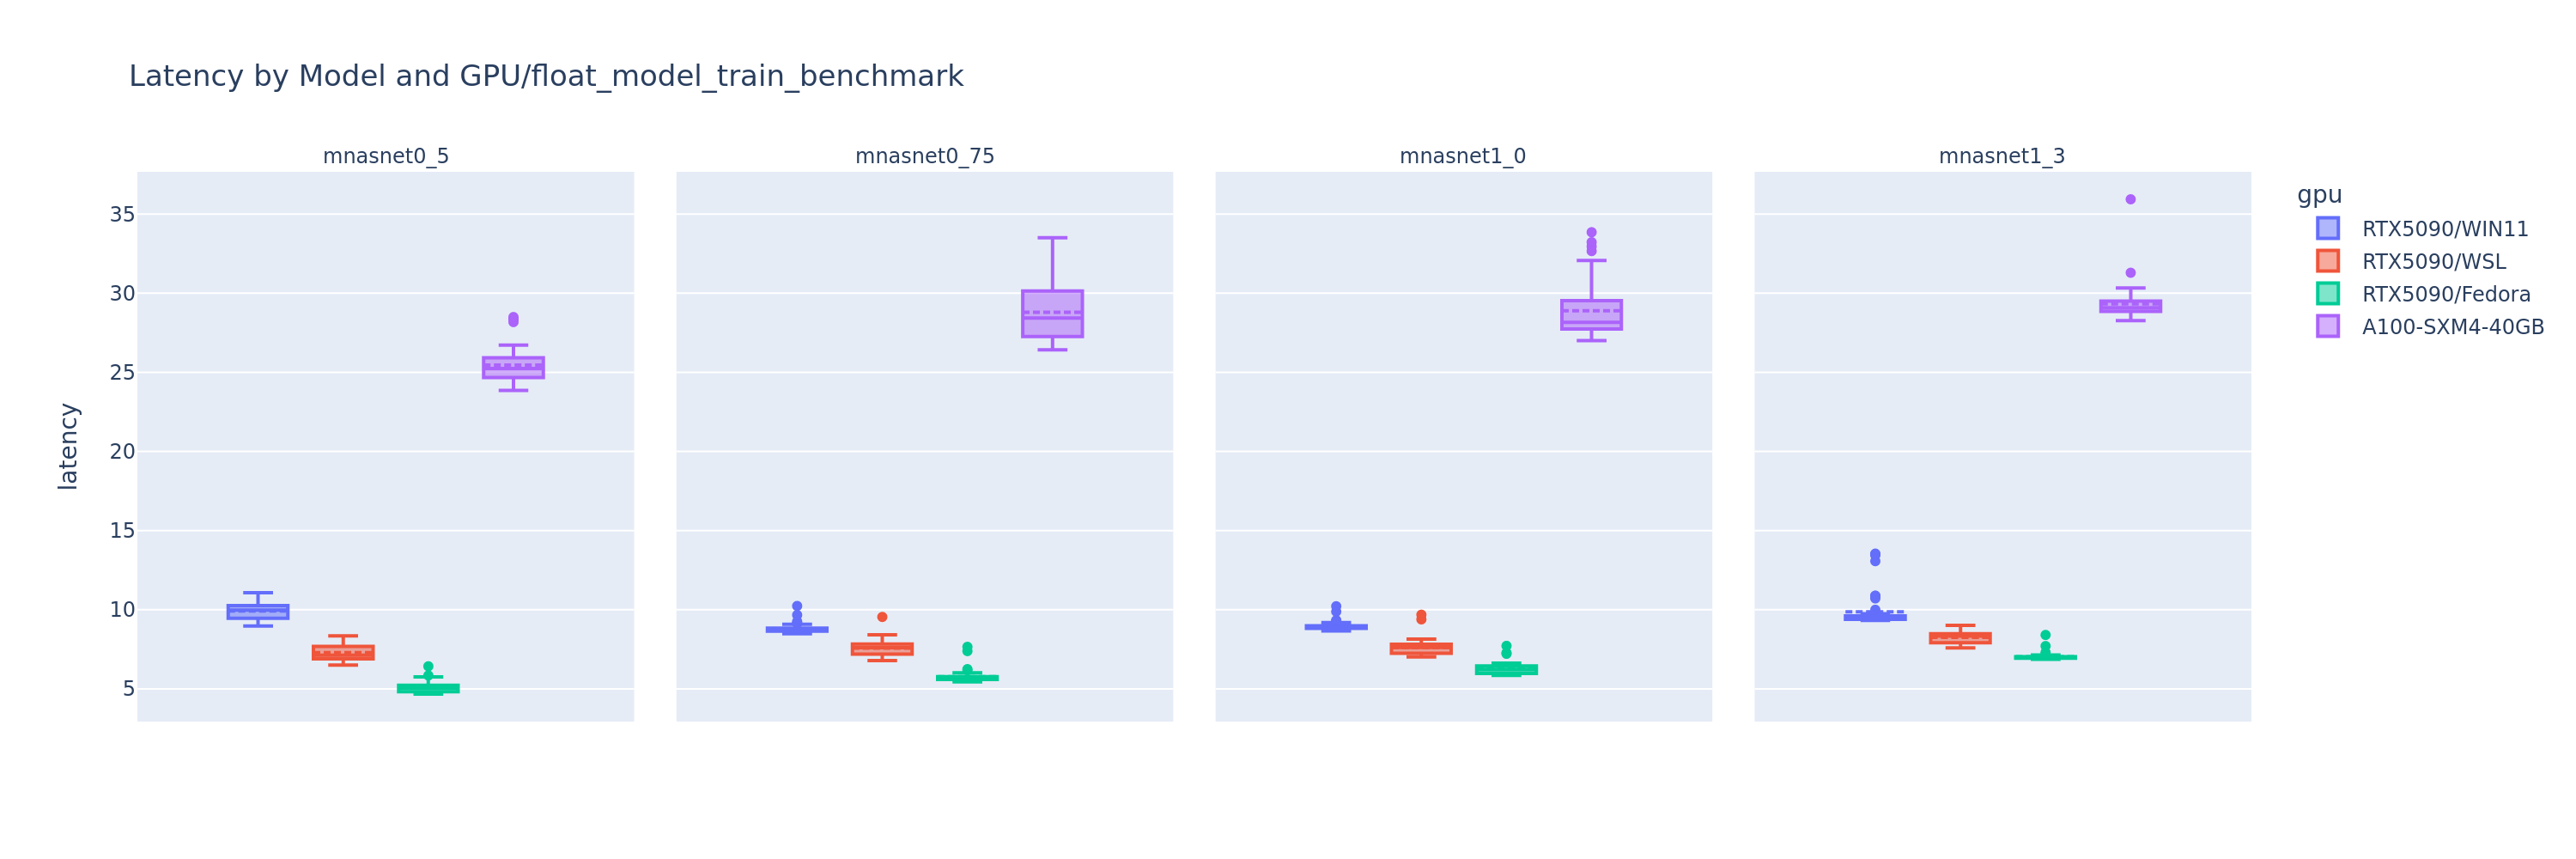 Latency by Model and GPU/float_model_train_benchmark
mnasnet0_5
mnasnet0_75
mnasnet1_0
mnasnet1_3
gpu
RTX5090/WIN11
RTX5090/WSL
RTX5090/Fedora
A100-SXM4-40GB
latency
35
30
25
20
15
10
5